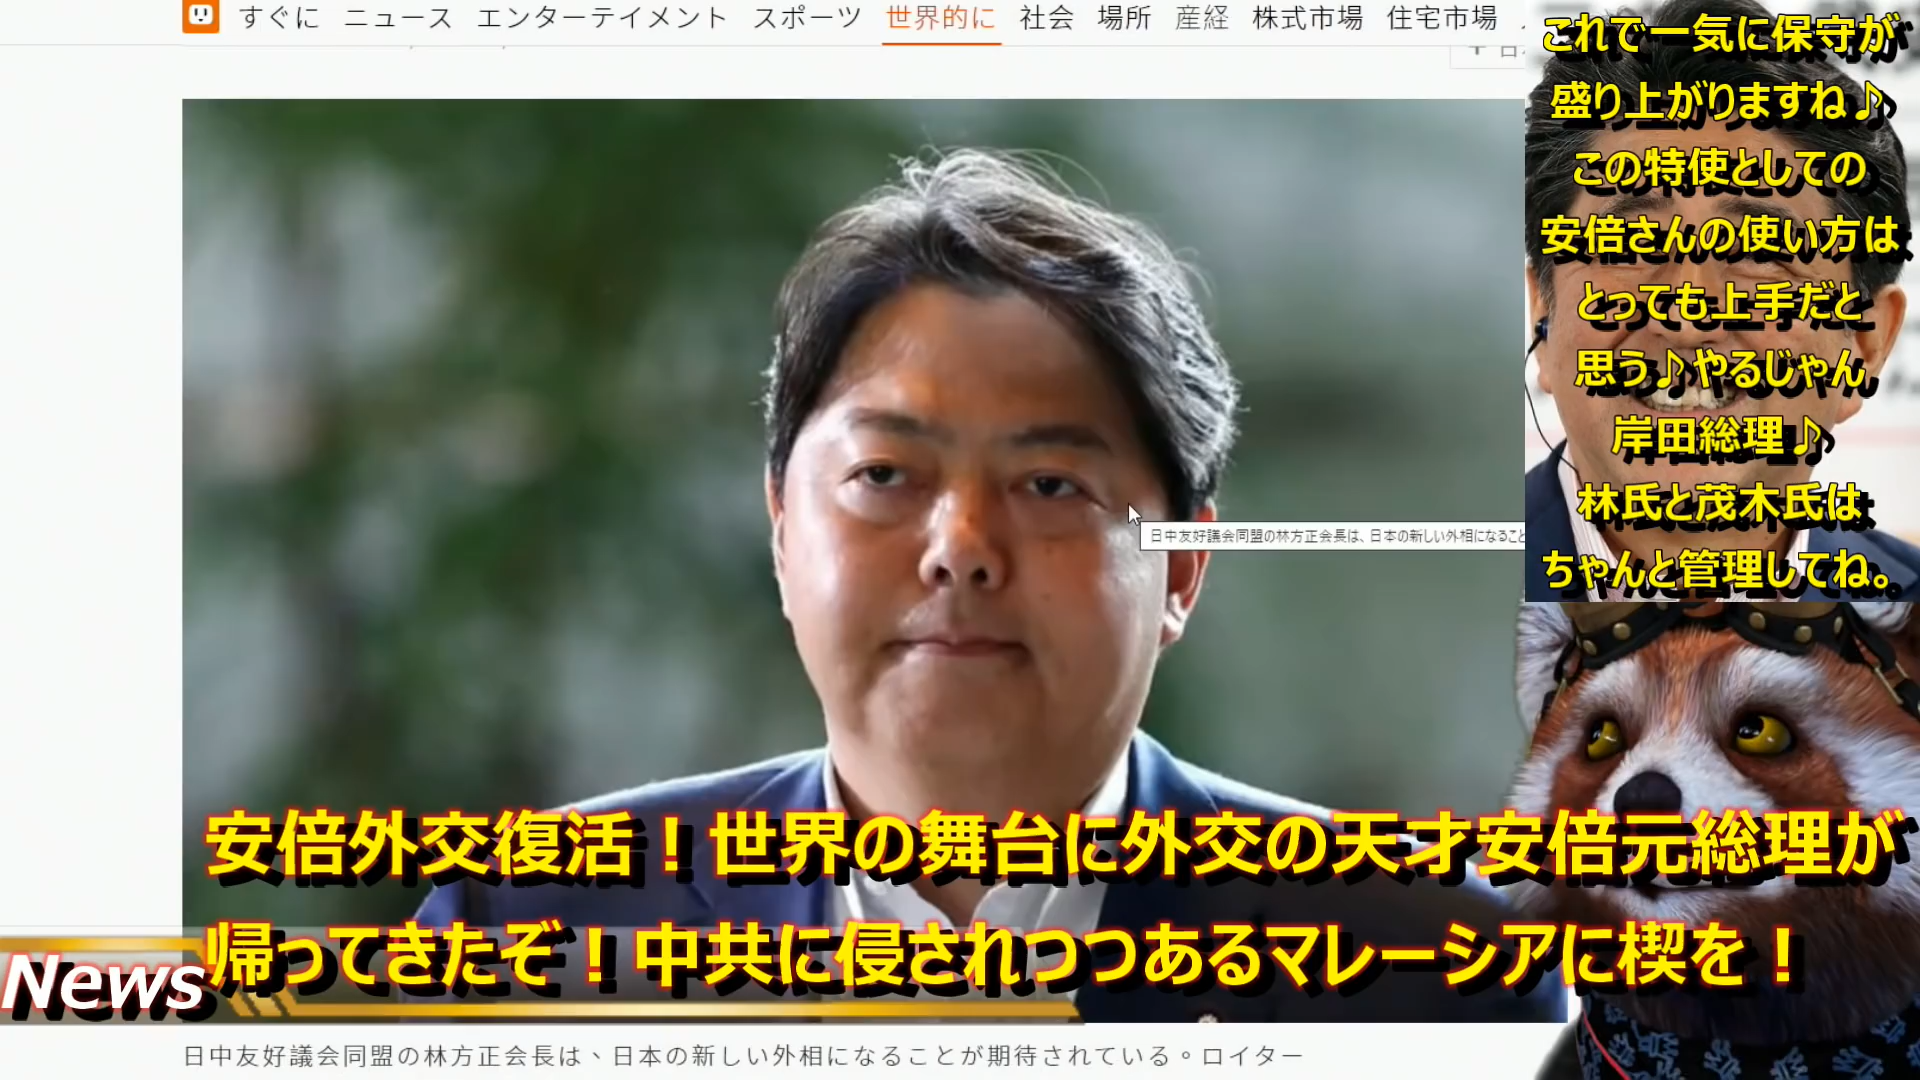 すぐに ニュース エンターテイメント スポーツ 世界的に 社会 場所 産経 株式市場 住宅市場
これで一気に保守が
盛り上がりますね♪
この特使としての
安倍さんの使い方は
とっても上手だと
思う♪やるじゃん
岸田総理♪
林氏と茂木氏は
ちゃんと管理してね。
日中友好議会同盟の林方正会長は、日本の新しい外相になること
安倍外交復活！世界の舞台に外交の天才安倍元総理が
帰ってきたぞ！中共に侵されつつあるマレーシアに楔を！
News
日中友好議会同盟の林方正会長は、日本の新しい外相になることが期待されている。ロイター